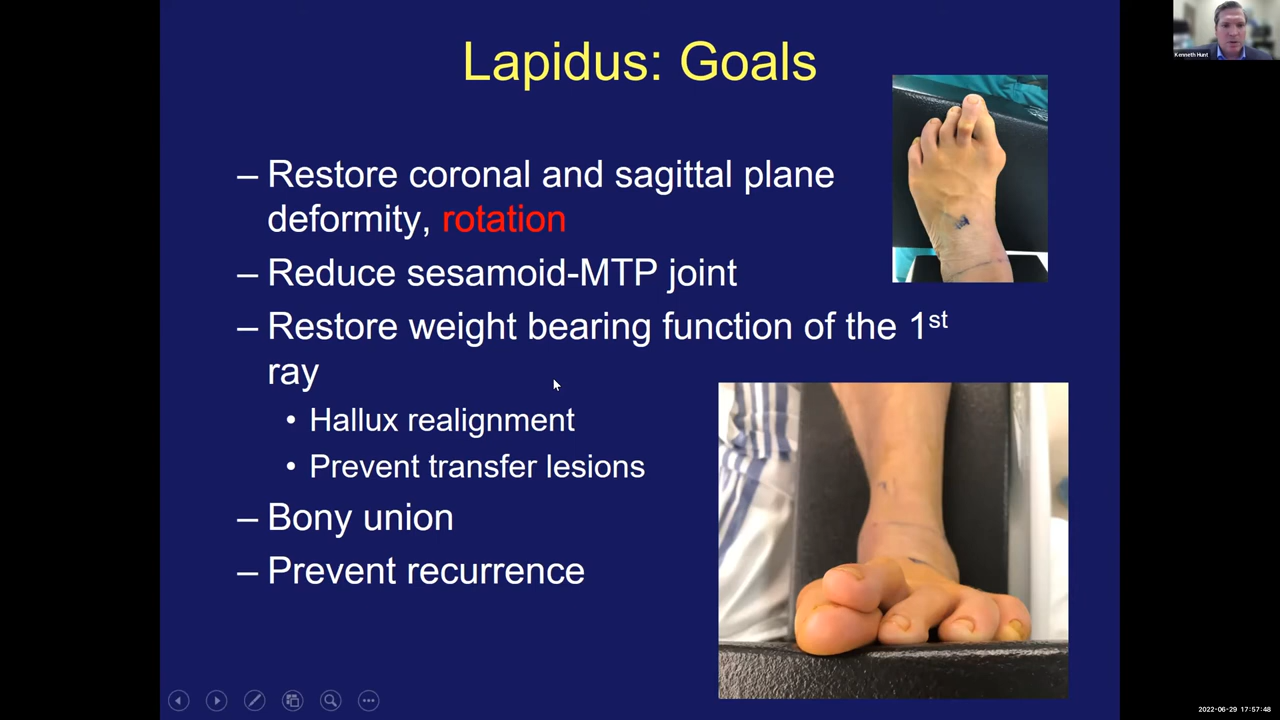 Lapidus: Goals
Kenneth Hunt
– Restore coronal and sagittal plane
deformity, rotation
– Reduce sesamoid-MTP joint
– Restore weight bearing function of the 1st
ray
• Hallux realignment
• Prevent transfer lesions
– Bony union
– Prevent recurrence
2022-06-29 17:57:48